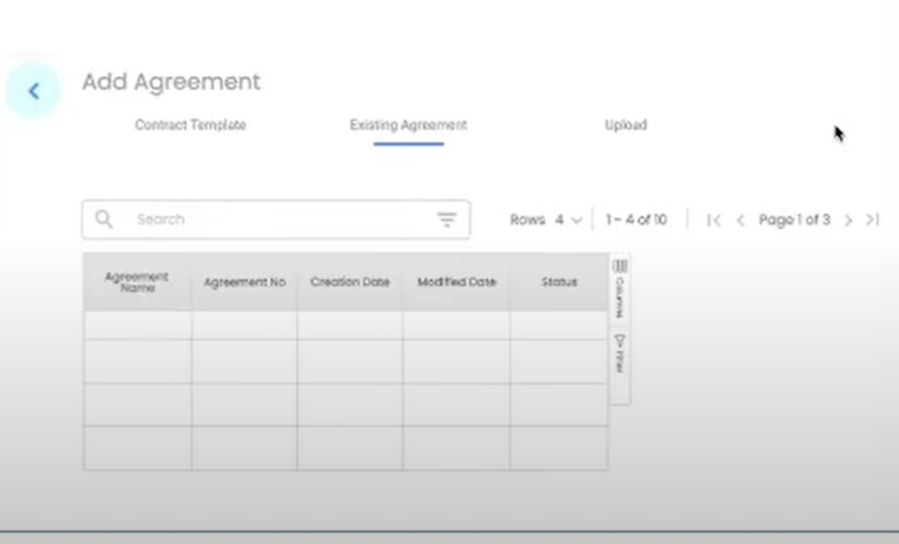 Add Agreement
Contract Template Existing Agreement Upload
Search Rows 4 1-4 of 10 Page 1 of 3
Agreement Name Agreement No Creation Date Modified Date Status
Columns
Filter